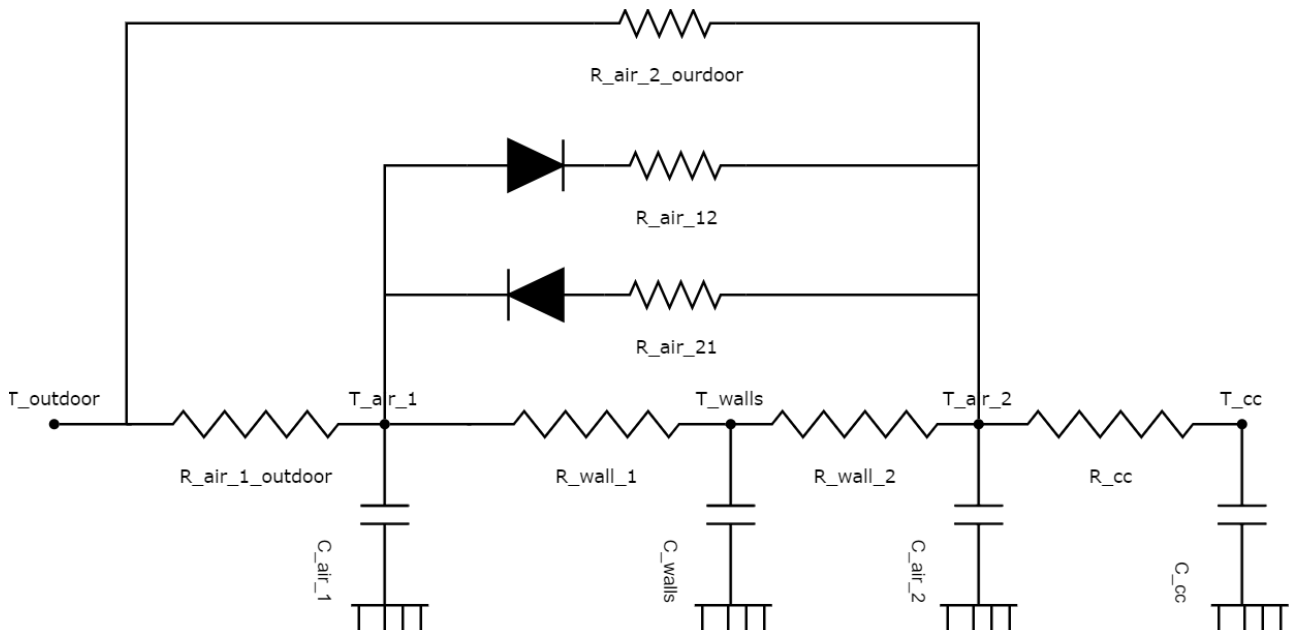 R_air_2_ourdoor
R_air_12
R_air_21
T_outdoor
T_air_1
T_walls
T_air_2
T_cc
R_air_1_outdoor
R_wall_1
R_wall_2
R_cc
C_air_1
C_walls
C_air_2
C_cc